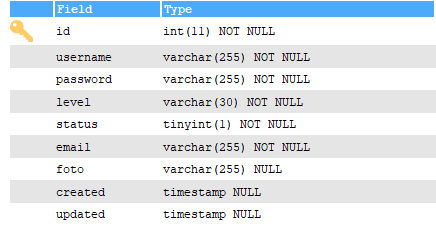 Field Type
id int(11) NOT NULL
username varchar(255) NOT NULL
password varchar(255) NOT NULL
level varchar(30) NOT NULL
status tinyint(1) NOT NULL
email varchar(255) NOT NULL
foto varchar(255) NULL
created timestamp NULL
updated timestamp NULL